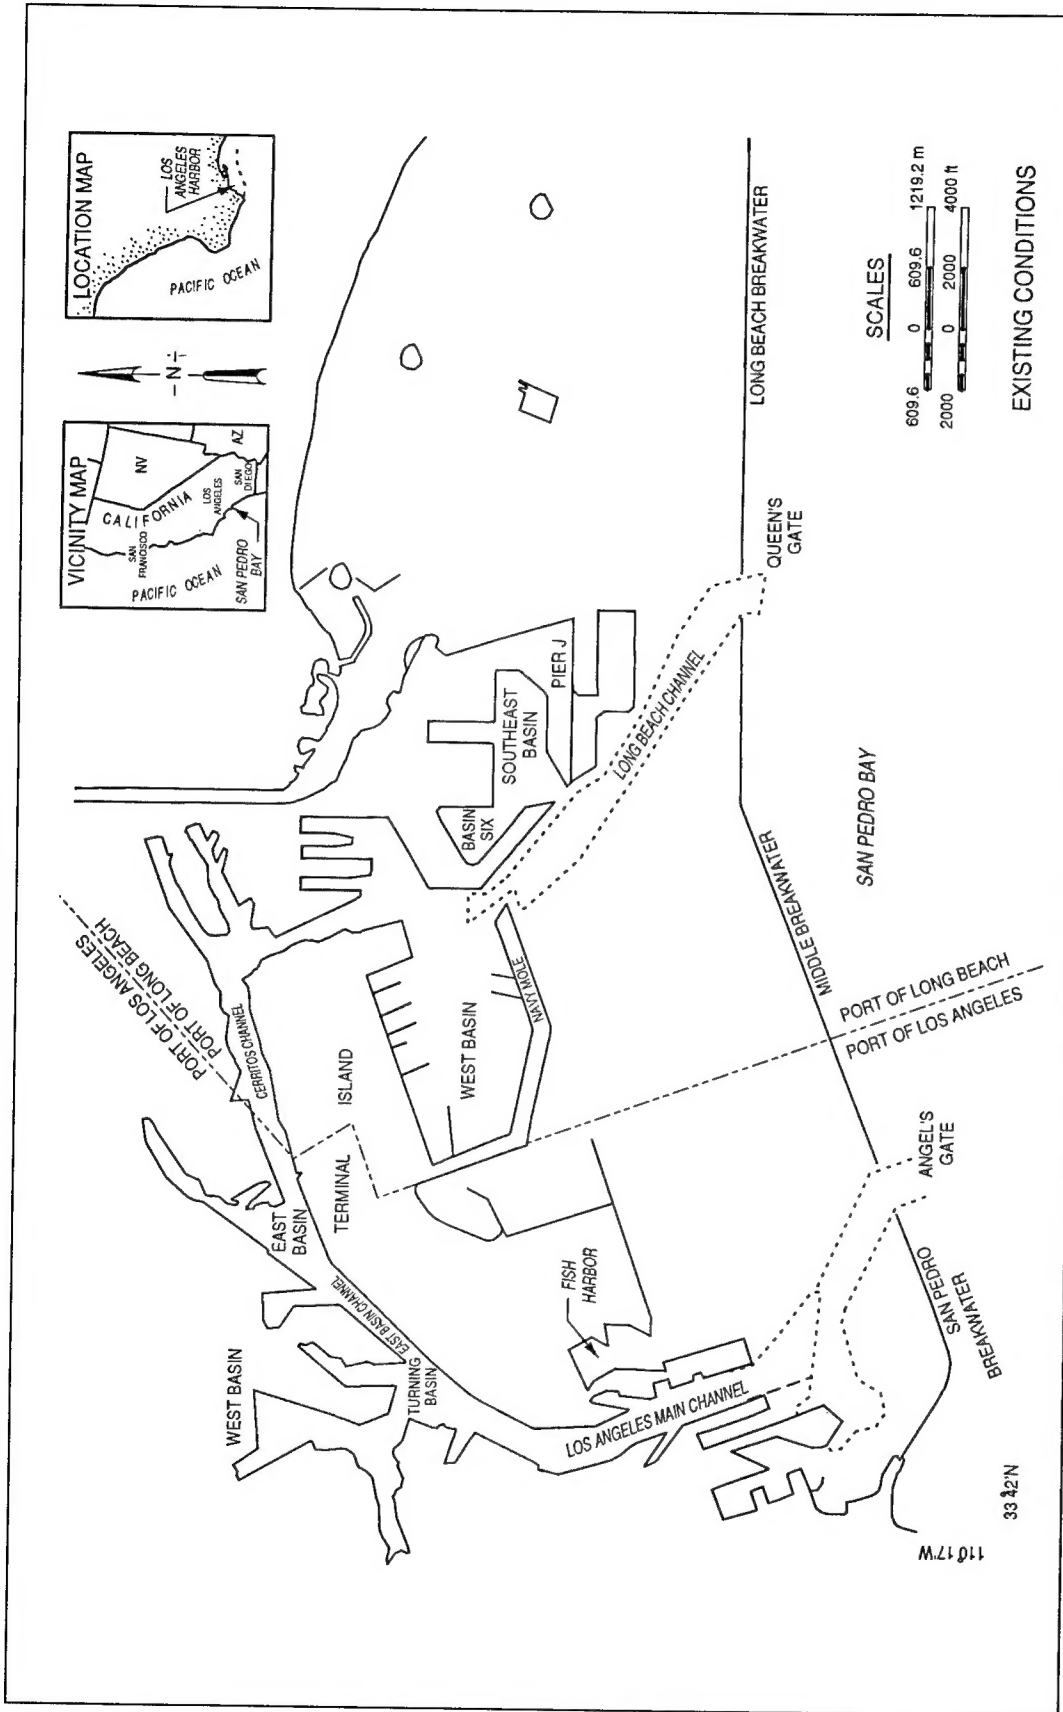 VICINITY MAP
NV
AZ
CALIFORNIA
SAN
FRANCISCO
LOS
ANGELES
SAN
DIEGO
PACIFIC OCEAN
SAN PEDRO
BAY
-N-
LOCATION MAP
LOS
ANGELES
HARBOR
PACIFIC OCEAN
PORT OF LOS ANGELES
PORT OF LONG BEACH
WEST BASIN
EAST
BASIN
CERRITOS CHANNEL
TURNING
BASIN
EAST BASIN CHANNEL
TERMINAL
ISLAND
WEST BASIN
NAVY MOLE
BASIN
SIX
SOUTHEAST
BASIN
PIER J
FISH
HARBOR
LOS ANGELES MAIN CHANNEL
LONG BEACH CHANNEL
QUEEN'S
GATE
LONG BEACH BREAKWATER
MIDDLE BREAKWATER
SAN PEDRO BAY
ANGEL'S
GATE
SAN PEDRO
BREAKWATER
PORT OF LONG BEACH
PORT OF LOS ANGELES
SCALES
609.6 0 609.6 1219.2 m
2000 0 2000 4000 ft
EXISTING CONDITIONS
33 42'N